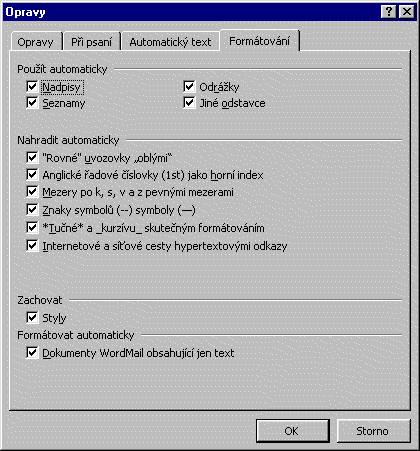 Opravy
Opravy Při psaní Automatický text Formátování
Použít automaticky
Nadpisy Odrážky
Seznamy Jiné odstavce
Nahradit automaticky
"Rovné" uvozovky „oblými“
Anglické řadové číslovky (1st) jako horní index
Mezery po k, s, v a z pevnými mezerami
Znaky symbolů (--) symboly (—)
*Tučné* a _kurzívu_ skutečným formátováním
Internetové a síťové cesty hypertextovými odkazy
Zachovat
Styly
Formátovat automaticky
Dokumenty WordMail obsahující jen text
OK Storno